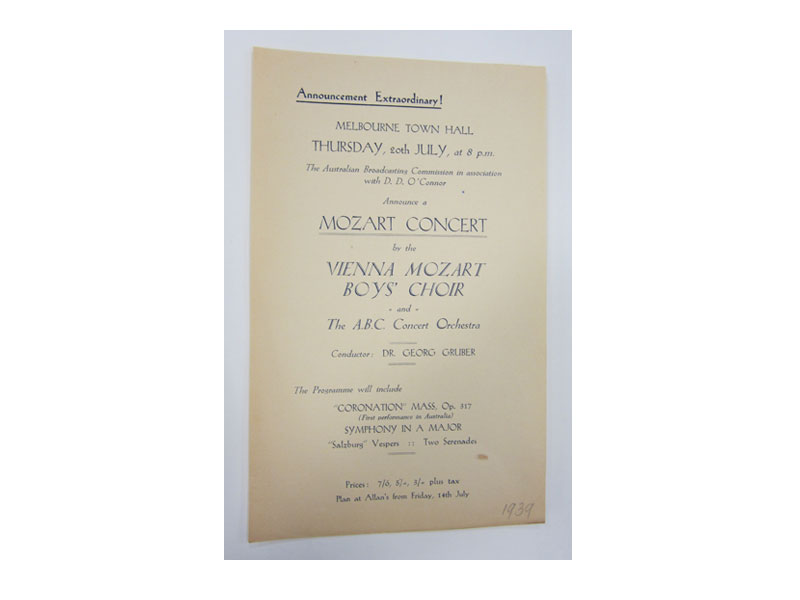 Announcement Extraordinary!
MELBOURNE TOWN HALL
THURSDAY, 20th JULY, at 8 p.m.
The Australian Broadcasting Commission in association
with D. D. O'Connor
Announce a
MOZART CONCERT
by the
VIENNA MOZART
BOYS' CHOIR
- and -
The A.B.C. Concert Orchestra
Conductor: DR. GEORG GRUBER
The Programme will include
"CORONATION" MASS, Op. 317
(First performance in Australia)
SYMPHONY IN A MAJOR
"Salzburg" Vespers :: Two Serenades
Prices: 7/6, 5/-, 3/- plus tax
Plan at Allan's from Friday, 14th July
1939